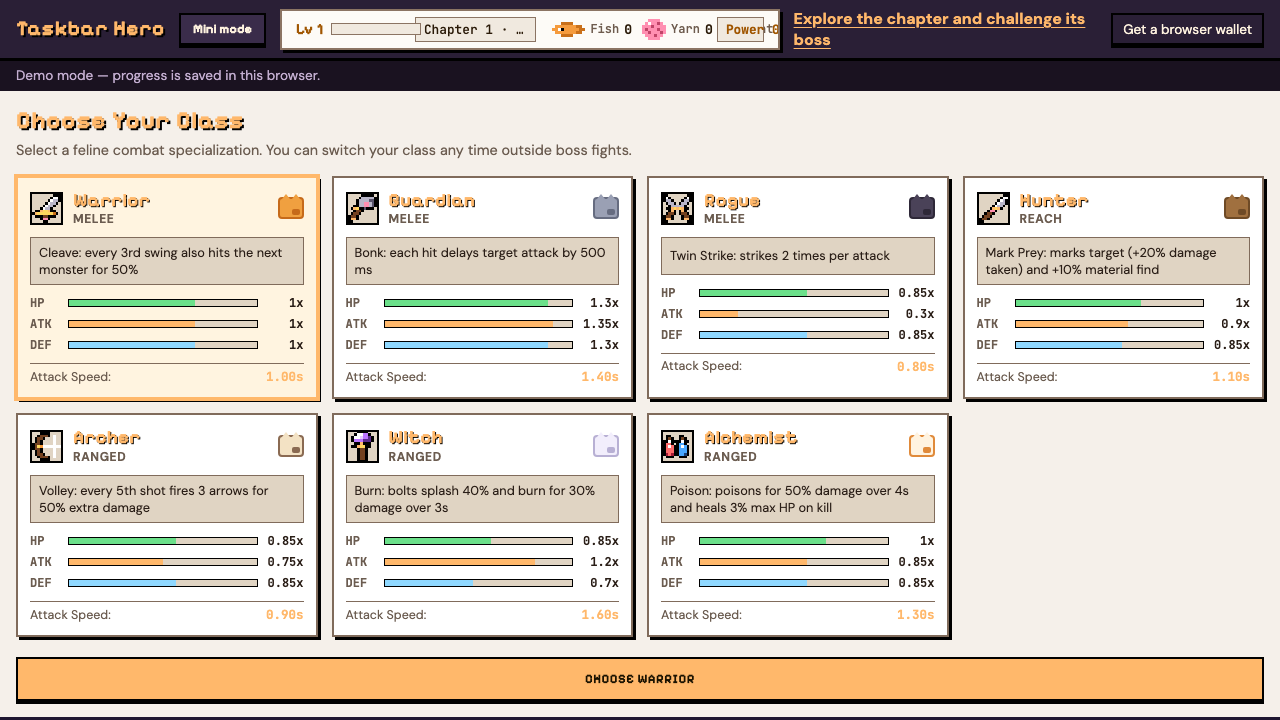 Taskbar Hero
Mini mode
Lv 1
Chapter 1 · …
Fish 0
Yarn 0
Power
Explore the chapter and challenge its
boss
Get a browser wallet
Demo mode — progress is saved in this browser.
Choose Your Class
Select a feline combat specialization. You can switch your class any time outside boss fights.
Warrior
MELEE
Cleave: every 3rd swing also hits the next
monster for 50%
HP 1x
ATK 1x
DEF 1x
Attack Speed: 1.00s
Guardian
MELEE
Bonk: each hit delays target attack by 500
ms
HP 1.3x
ATK 1.35x
DEF 1.3x
Attack Speed: 1.40s
Rogue
MELEE
Twin Strike: strikes 2 times per attack
HP 0.85x
ATK 0.3x
DEF 0.85x
Attack Speed: 0.80s
Hunter
REACH
Mark Prey: marks target (+20% damage
taken) and +10% material find
HP 1x
ATK 0.9x
DEF 0.85x
Attack Speed: 1.10s
Archer
RANGED
Volley: every 5th shot fires 3 arrows for
50% extra damage
HP 0.85x
ATK 0.75x
DEF 0.85x
Attack Speed: 0.90s
Witch
RANGED
Burn: bolts splash 40% and burn for 30%
damage over 3s
HP 0.85x
ATK 1.2x
DEF 0.7x
Attack Speed: 1.60s
Alchemist
RANGED
Poison: poisons for 50% damage over 4s
and heals 3% max HP on kill
HP 1x
ATK 0.85x
DEF 0.85x
Attack Speed: 1.30s
CHOOSE WARRIOR